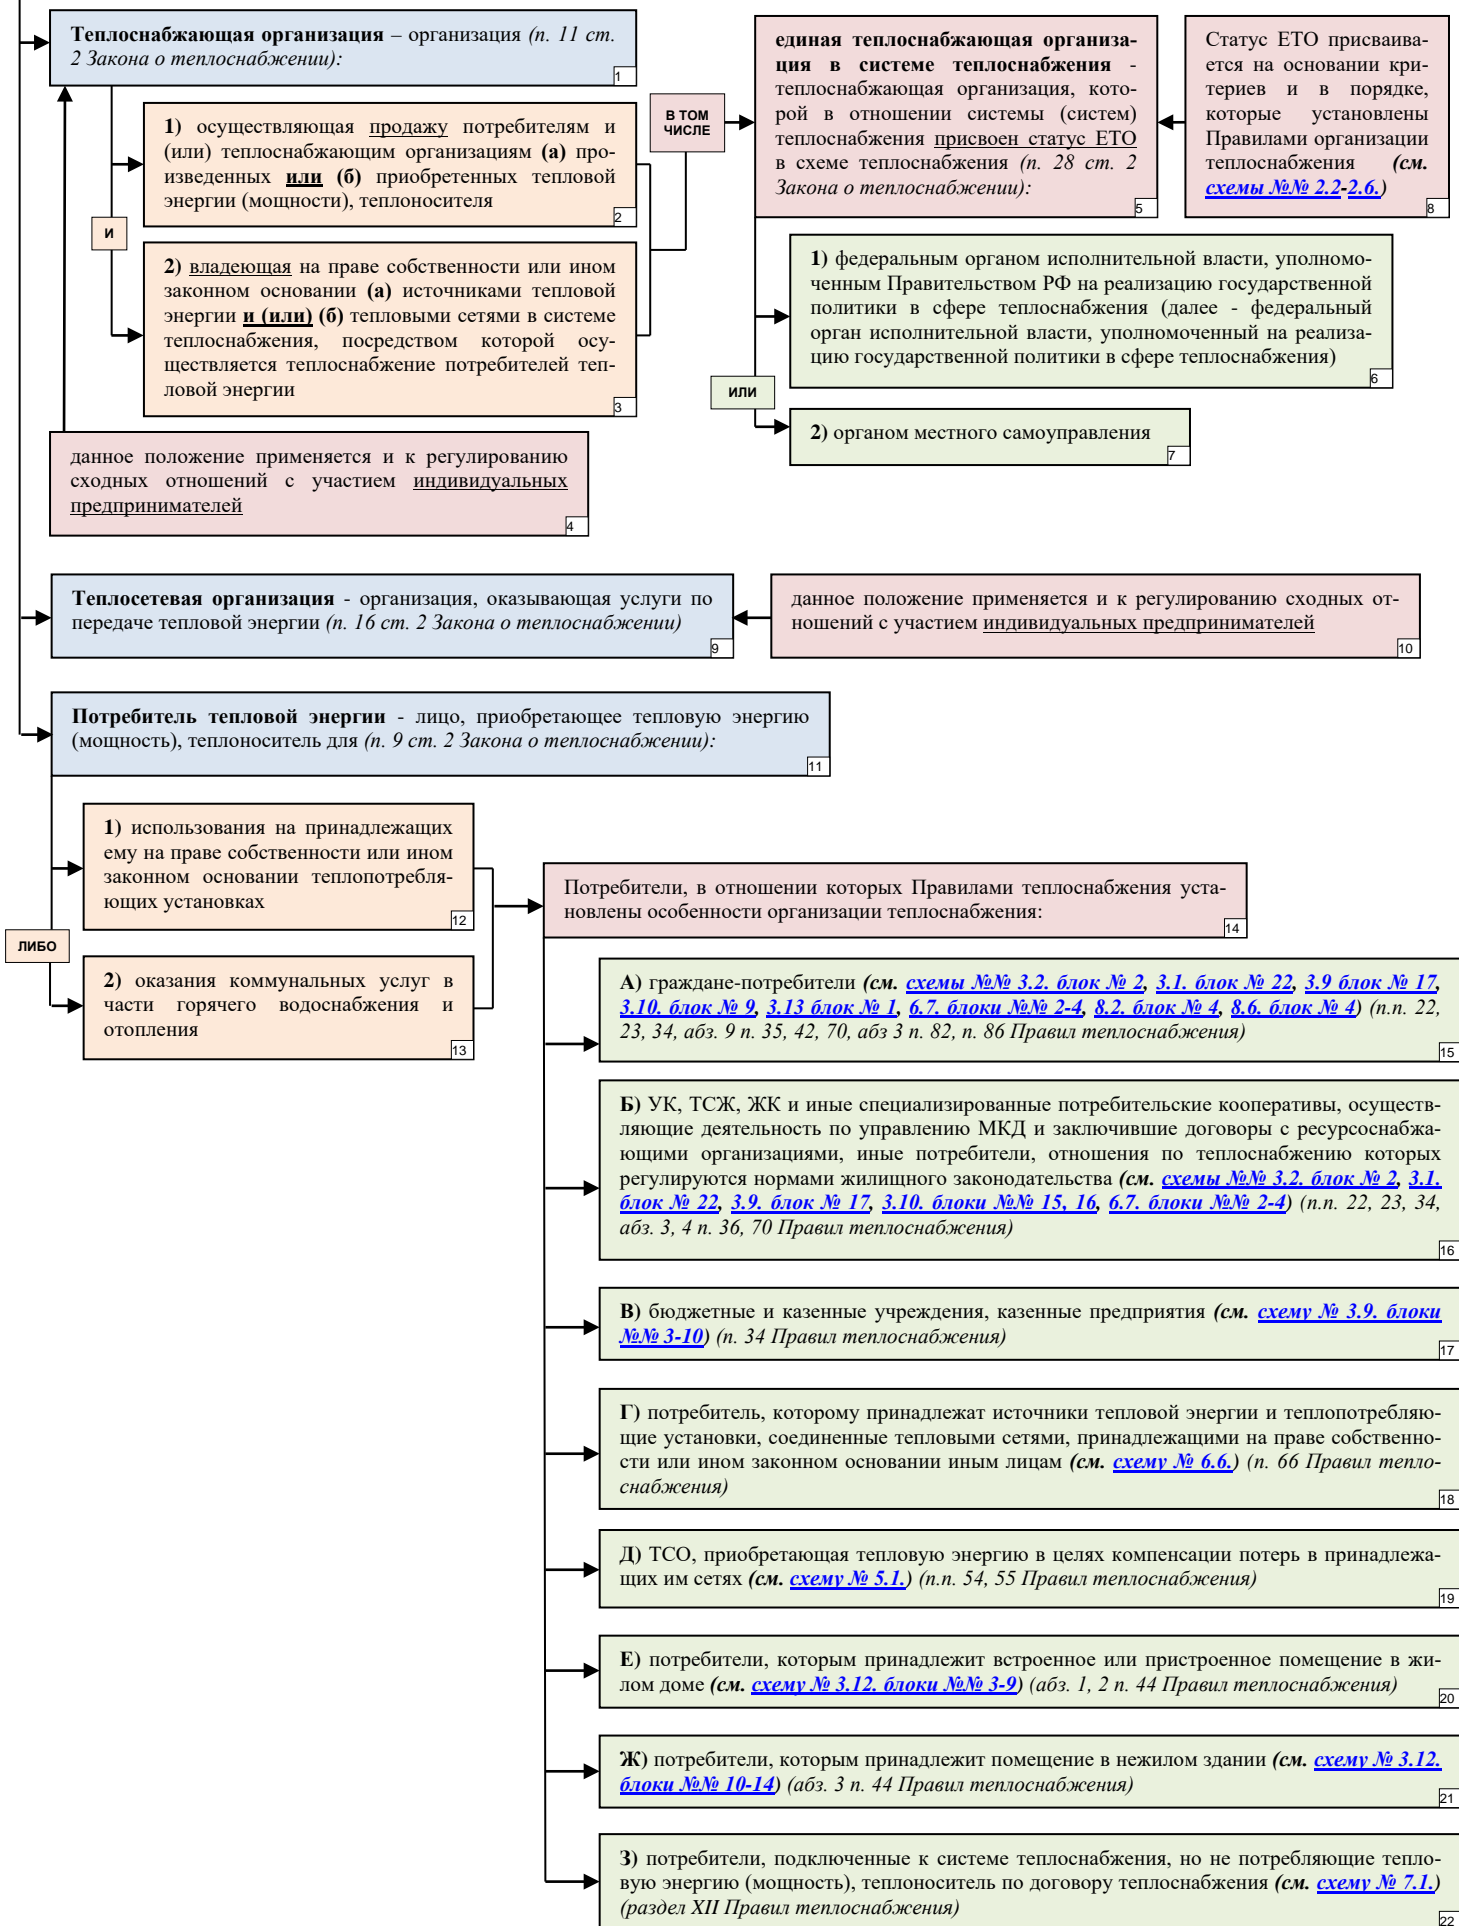 Теплоснабжающая организация – организация (п. 11 ст.
2 Закона о теплоснабжении):
1
1) осуществляющая продажу потребителям и
(или) теплоснабжающим организациям (а) про-
изведенных или (б) приобретенных тепловой
энергии (мощности), теплоносителя
2
И
2) владеющая на праве собственности или ином
законном основании (а) источниками тепловой
энергии и (или) (б) тепловыми сетями в системе
теплоснабжения, посредством которой осу-
ществляется теплоснабжение потребителей теп-
ловой энергии
3
данное положение применяется и к регулированию
сходных отношений с участием индивидуальных
предпринимателей
4
В ТОМ
ЧИСЛЕ
единая теплоснабжающая организа-
ция в системе теплоснабжения -
теплоснабжающая организация, кото-
рой в отношении системы (систем)
теплоснабжения присвоен статус ЕТО
в схеме теплоснабжения (п. 28 ст. 2
Закона о теплоснабжении):
5
Статус ЕТО присваива-
ется на основании кри-
териев и в порядке,
которые установлены
Правилами организации
теплоснабжения (см.
схемы №№ 2.2-2.6.)
8
1) федеральным органом исполнительной власти, уполномо-
ченным Правительством РФ на реализацию государственной
политики в сфере теплоснабжения (далее - федеральный
орган исполнительной власти, уполномоченный на реализа-
цию государственной политики в сфере теплоснабжения)
6
ИЛИ
2) органом местного самоуправления
7
Теплосетевая организация - организация, оказывающая услуги по
передаче тепловой энергии (п. 16 ст. 2 Закона о теплоснабжении)
9
данное положение применяется и к регулированию сходных от-
ношений с участием индивидуальных предпринимателей
10
Потребитель тепловой энергии - лицо, приобретающее тепловую энергию
(мощность), теплоноситель для (п. 9 ст. 2 Закона о теплоснабжении):
11
1) использования на принадлежащих
ему на праве собственности или ином
законном основании теплопотребля-
ющих установках
12
ЛИБО
2) оказания коммунальных услуг в
части горячего водоснабжения и
отопления
13
Потребители, в отношении которых Правилами теплоснабжения уста-
новлены особенности организации теплоснабжения:
14
А) граждане-потребители (см. схемы №№ 3.2. блок № 2, 3.1. блок № 22, 3.9 блок № 17,
3.10. блок № 9, 3.13 блок № 1, 6.7. блоки №№ 2-4, 8.2. блок № 4, 8.6. блок № 4) (п.п. 22,
23, 34, абз. 9 п. 35, 42, 70, абз 3 п. 82, п. 86 Правил теплоснабжения)
15
Б) УК, ТСЖ, ЖК и иные специализированные потребительские кооперативы, осуществ-
ляющие деятельность по управлению МКД и заключившие договоры с ресурсоснабжа-
ющими организациями, иные потребители, отношения по теплоснабжению которых
регулируются нормами жилищного законодательства (см. схемы №№ 3.2. блок № 2, 3.1.
блок № 22, 3.9. блок № 17, 3.10. блоки №№ 15, 16, 6.7. блоки №№ 2-4) (п.п. 22, 23, 34,
абз. 3, 4 п. 36, 70 Правил теплоснабжения)
16
В) бюджетные и казенные учреждения, казенные предприятия (см. схему № 3.9. блоки
№№ 3-10) (п. 34 Правил теплоснабжения)
17
Г) потребитель, которому принадлежат источники тепловой энергии и теплопотребляю-
щие установки, соединенные тепловыми сетями, принадлежащими на праве собственно-
сти или ином законном основании иным лицам (см. схему № 6.6.) (п. 66 Правил тепло-
снабжения)
18
Д) ТСО, приобретающая тепловую энергию в целях компенсации потерь в принадлежа-
щих им сетях (см. схему № 5.1.) (п.п. 54, 55 Правил теплоснабжения)
19
Е) потребители, которым принадлежит встроенное или пристроенное помещение в жи-
лом доме (см. схему № 3.12. блоки №№ 3-9) (абз. 1, 2 п. 44 Правил теплоснабжения)
20
Ж) потребители, которым принадлежит помещение в нежилом здании (см. схему № 3.12.
блоки №№ 10-14) (абз. 3 п. 44 Правил теплоснабжения)
21
З) потребители, подключенные к системе теплоснабжения, но не потребляющие тепло-
вую энергию (мощность), теплоноситель по договору теплоснабжения (см. схему № 7.1.)
(раздел XII Правил теплоснабжения)
22